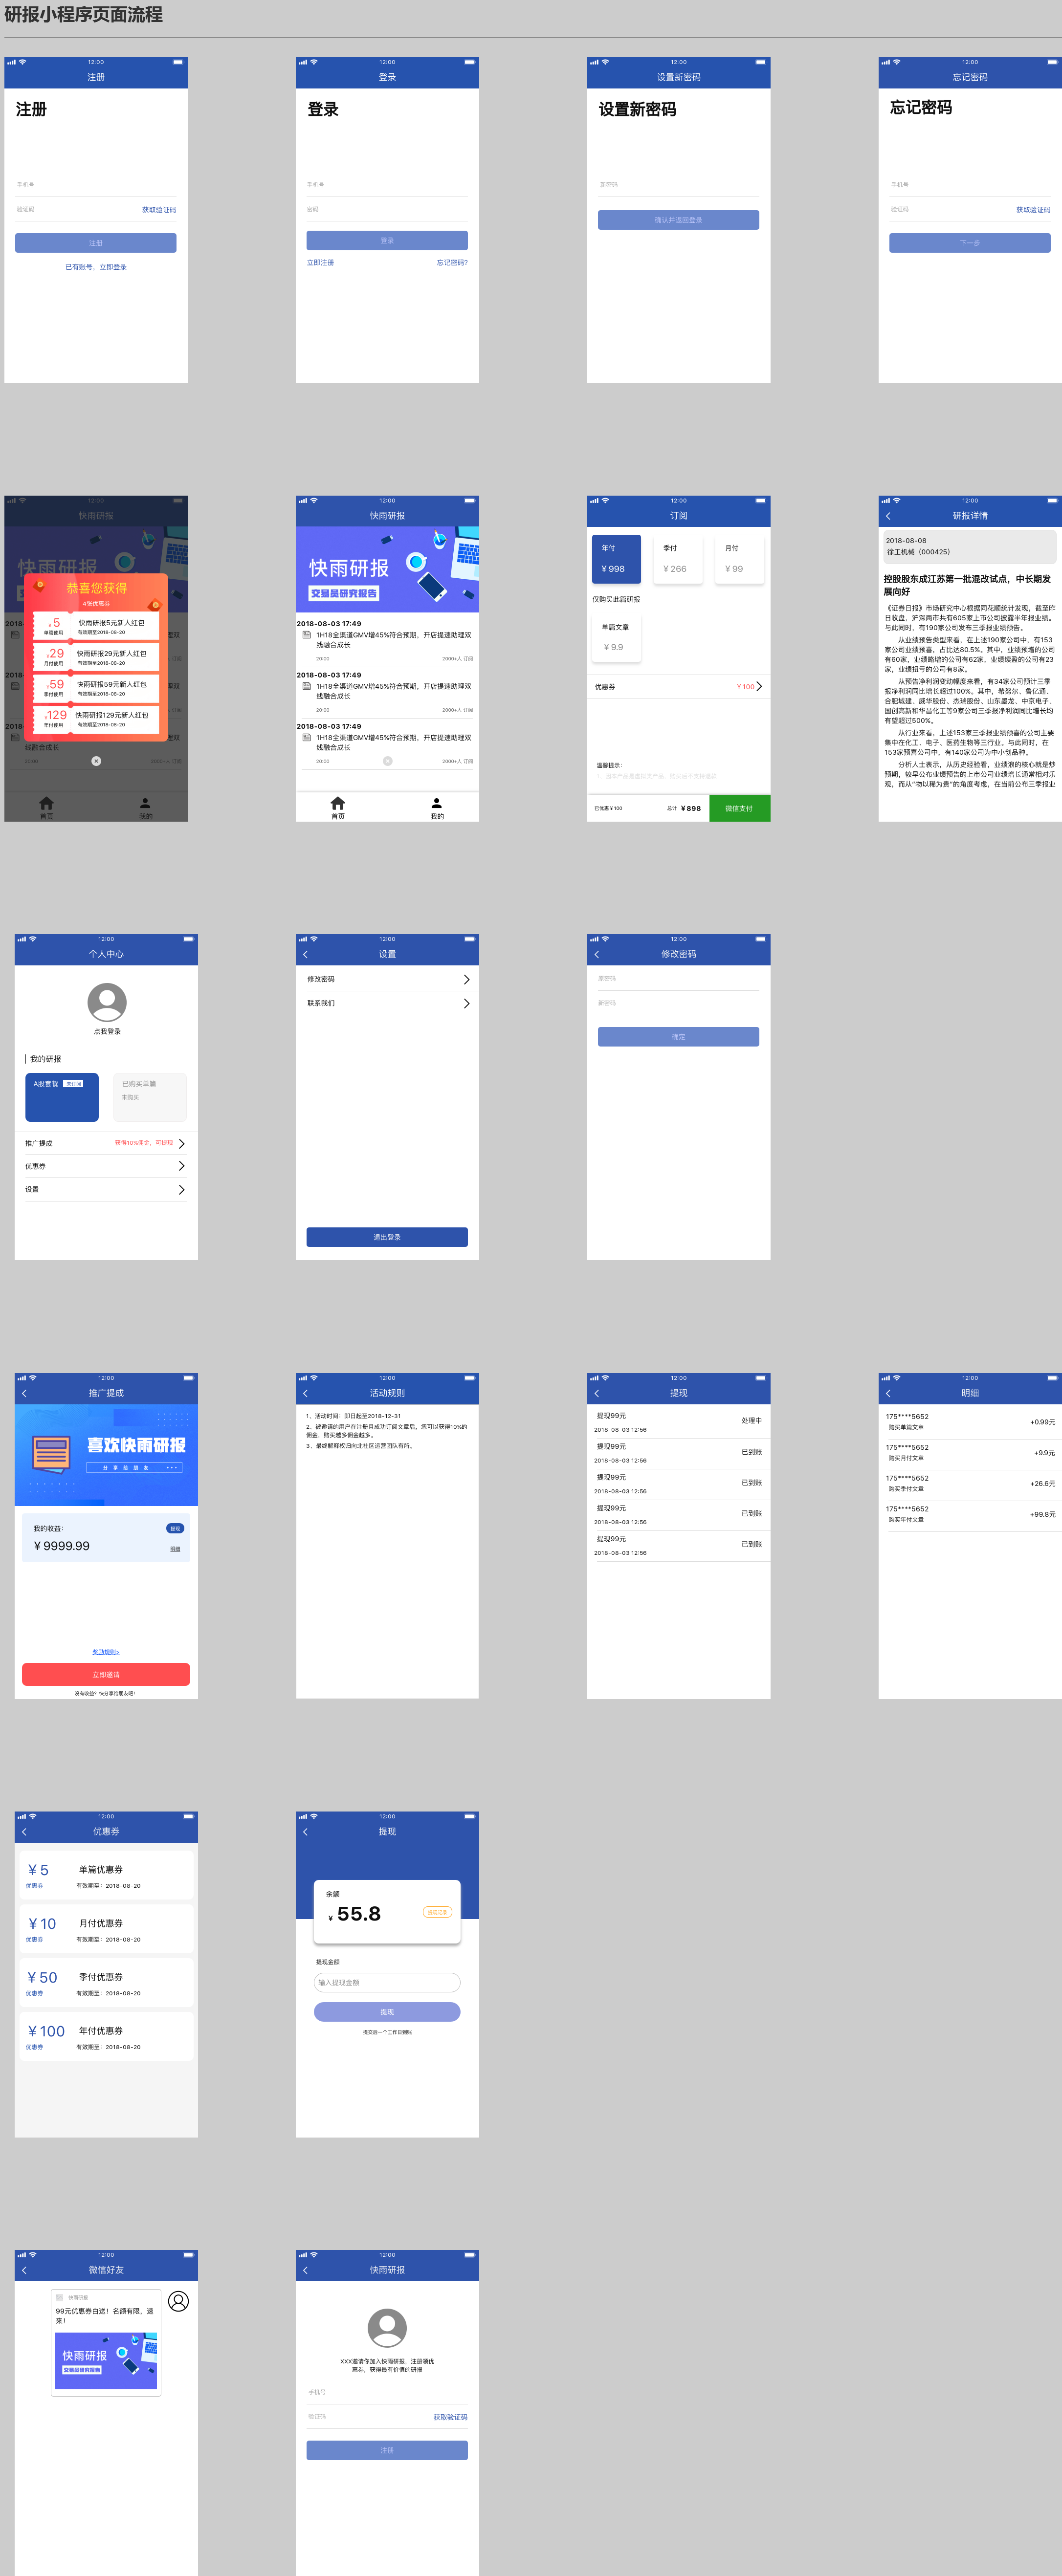 研报小程序页面流程
12:00
注册
注册
手机号
验证码 获取验证码
注册
已有账号，立即登录
12:00
登录
登录
手机号
密码
登录
立即注册 忘记密码?
12:00
设置新密码
设置新密码
新密码
确认并返回登录
12:00
忘记密码
忘记密码
手机号
验证码 获取验证码
下一步
12:00
快雨研报
恭喜您获得
4张优惠券
¥5 快雨研报5元新人红包
单篇使用 有效期至2018-08-20
¥29 快雨研报29元新人红包
月付使用 有效期至2018-08-20
¥59 快雨研报59元新人红包
季付使用 有效期至2018-08-20
¥129 快雨研报129元新人红包
年付使用 有效期至2018-08-20
线融合成长
20:00 2000+人 订阅
首页 我的
12:00
快雨研报
快雨研报
交易员研究报告
2018-08-03 17:49
1H18全渠道GMV增45%符合预期，开店提速助理双
线融合成长
20:00 2000+人 订阅
2018-08-03 17:49
1H18全渠道GMV增45%符合预期，开店提速助理双
线融合成长
20:00 2000+人 订阅
2018-08-03 17:49
1H18全渠道GMV增45%符合预期，开店提速助理双
线融合成长
20:00 2000+人 订阅
首页 我的
12:00
订阅
年付 季付 月付
¥998 ¥266 ¥99
仅购买此篇研报
单篇文章
¥9.9
优惠券 ¥100
温馨提示：
已优惠¥100 总计 ¥898 微信支付
12:00
研报详情
2018-08-08
徐工机械（000425）
控股股东成江苏第一批混改试点，中长期发
展向好
《证券日报》市场研究中心根据同花顺统计发现，截至昨
日收盘，沪深两市共有605家上市公司披露半年报业绩。
与此同时，有190家公司发布三季报业绩预告。
从业绩预告类型来看，在上述190家公司中，有153
家公司业绩预喜，占比达80.5%。其中，业绩预增的公司
有60家，业绩略增的公司有62家，业绩续盈的公司有23
家，业绩扭亏的公司有8家。
从预告净利润变动幅度来看，有34家公司预计三季
报净利润同比增长超过100%。其中，希努尔、鲁亿通、
合肥城建、威华股份、杰瑞股份、山东墨龙、中京电子、
国创高新和华昌化工等9家公司三季报净利润同比增长均
有望超过500%。
从行业来看，上述153家三季报业绩预喜的公司主要
集中在化工、电子、医药生物等三行业。与此同时，在
153家预喜公司中，有140家公司为中小创品种。
分析人士表示，从历史经验看，业绩浪的核心就是炒
预期，较早公布业绩预告的上市公司业绩增长通常相对乐
观，而从“物以稀为贵”的角度考虑，在当前公布三季报业
12:00
个人中心
点我登录
我的研报
A股套餐 未订阅 已购买单篇
未购买
推广提成 获得10%佣金，可提现
优惠券
设置
12:00
设置
修改密码
联系我们
退出登录
12:00
修改密码
原密码
新密码
确定
12:00
推广提成
喜欢快雨研报
分享给朋友
我的收益： 提现
¥9999.99 明细
奖励规则>
立即邀请
没有收益？快分享给朋友吧！
12:00
活动规则
1、活动时间：即日起至2018-12-31
2、被邀请的用户在注册且成功订阅文章后，您可以获得10%的
佣金，购买越多佣金越多。
3、最终解释权归向北社区运营团队有所。
12:00
提现
提现99元 处理中
2018-08-03 12:56
提现99元 已到账
2018-08-03 12:56
提现99元 已到账
2018-08-03 12:56
提现99元 已到账
2018-08-03 12:56
提现99元 已到账
2018-08-03 12:56
12:00
明细
175****5652 +0.99元
购买单篇文章
175****5652 +9.9元
购买月付文章
175****5652 +26.6元
购买季付文章
175****5652 +99.8元
购买年付文章
12:00
优惠券
¥5 单篇优惠券
优惠券 有效期至：2018-08-20
¥10 月付优惠券
优惠券 有效期至：2018-08-20
¥50 季付优惠券
优惠券 有效期至：2018-08-20
¥100 年付优惠券
优惠券 有效期至：2018-08-20
12:00
提现
余额
¥ 55.8 提现记录
提现金额
输入提现金额
提现
提交后一个工作日到账
12:00
微信好友
快雨研报
99元优惠券白送！名额有限，速
来！
快雨研报
交易员研究报告
12:00
快雨研报
XXX邀请你加入快雨研报，注册领优
惠券，获得最有价值的研报
手机号
验证码 获取验证码
注册